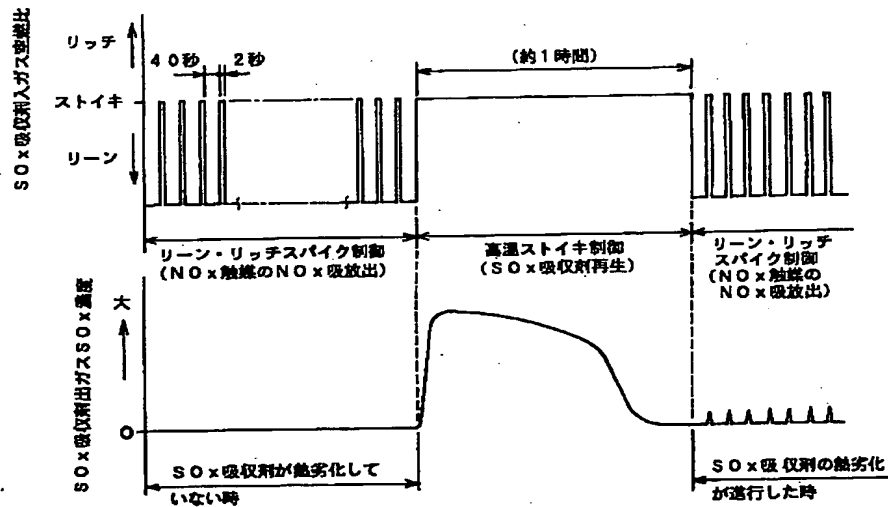 SOx吸収剤入ガス空燃比
リッチ
40秒
2秒
(約1時間)
ストイキ
リーン
リーン・リッチスパイク制御
(NOx触媒のNOx吸放出)
高温ストイキ制御
(SOx吸収剤再生)
リーン・リッチ
スパイク制御
(NOx触媒の
NOx吸放出)
SOx吸収剤出ガスSOx濃度
大
0
SOx吸収剤が熱劣化して
いない時
SOx吸収剤の熱劣化
が進行した時